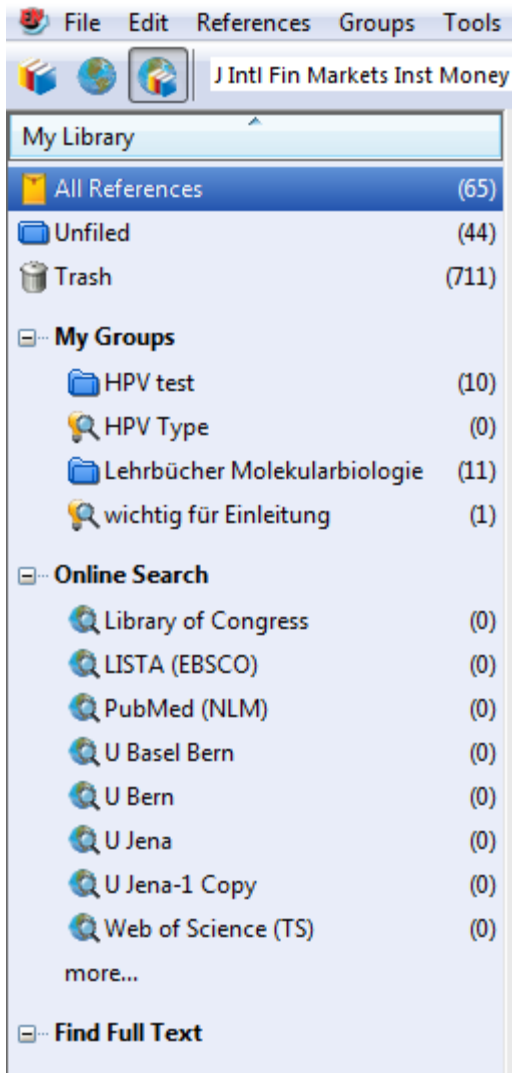 File Edit References Groups Tools
J Intl Fin Markets Inst Money
My Library
All References (65)
Unfiled (44)
Trash (711)
My Groups
HPV test (10)
HPV Type (0)
Lehrbücher Molekularbiologie (11)
wichtig für Einleitung (1)
Online Search
Library of Congress (0)
LISTA (EBSCO) (0)
PubMed (NLM) (0)
U Basel Bern (0)
U Bern (0)
U Jena (0)
U Jena-1 Copy (0)
Web of Science (TS) (0)
more...
Find Full Text